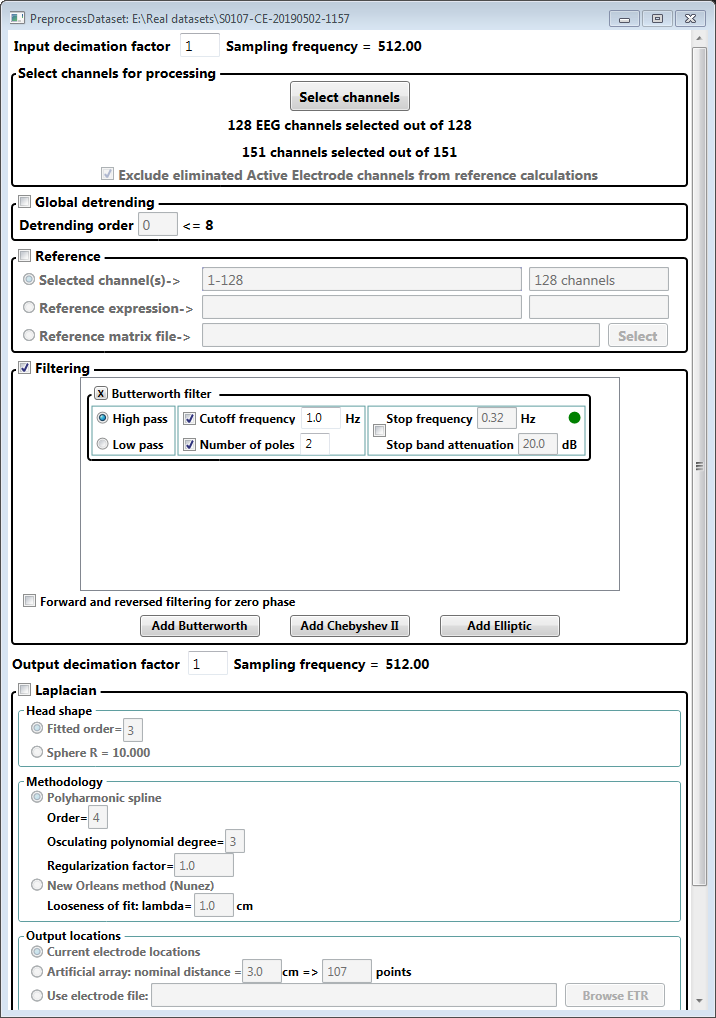 PreprocessDataset: E:\Real datasets\S0107-CE-20190502-1157
Input decimation factor 1 Sampling frequency = 512.00
Select channels for processing
Select channels
128 EEG channels selected out of 128
151 channels selected out of 151
Exclude eliminated Active Electrode channels from reference calculations
Global detrending
Detrending order 0 <= 8
Reference
Selected channel(s)-> 1-128 128 channels
Reference expression->
Reference matrix file-> Select
Filtering
X Butterworth filter
High pass Cutoff frequency 1.0 Hz Stop frequency 0.32 Hz
Low pass Number of poles 2 Stop band attenuation 20.0 dB
Forward and reversed filtering for zero phase
Add Butterworth Add Chebyshev II Add Elliptic
Output decimation factor 1 Sampling frequency = 512.00
Laplacian
Head shape
Fitted order= 3
Sphere R = 10.000
Methodology
Polyharmonic spline
Order= 4
Osculating polynomial degree= 3
Regularization factor= 1.0
New Orleans method (Nunez)
Looseness of fit: lambda= 1.0 cm
Output locations
Current electrode locations
Artificial array: nominal distance = 3.0 cm => 107 points
Use electrode file: Browse ETR